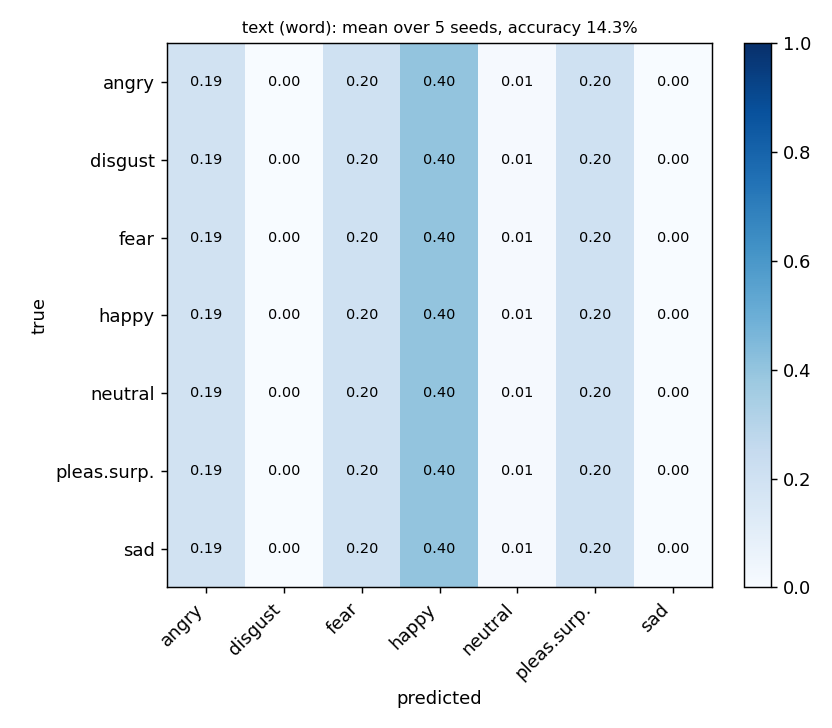 text (word): mean over 5 seeds, accuracy 14.3%
angry 0.19 0.00 0.20 0.40 0.01 0.20 0.00
disgust 0.19 0.00 0.20 0.40 0.01 0.20 0.00
fear 0.19 0.00 0.20 0.40 0.01 0.20 0.00
happy 0.19 0.00 0.20 0.40 0.01 0.20 0.00
neutral 0.19 0.00 0.20 0.40 0.01 0.20 0.00
pleas.surp. 0.19 0.00 0.20 0.40 0.01 0.20 0.00
sad 0.19 0.00 0.20 0.40 0.01 0.20 0.00
true
angry disgust fear happy neutral pleas.surp. sad
predicted
1.0
0.8
0.6
0.4
0.2
0.0